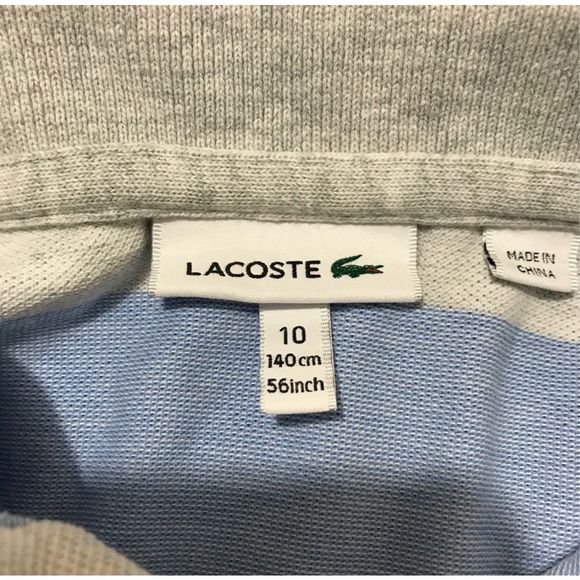 LACOSTE
10
140cm
56inch
MADE IN
CHINA